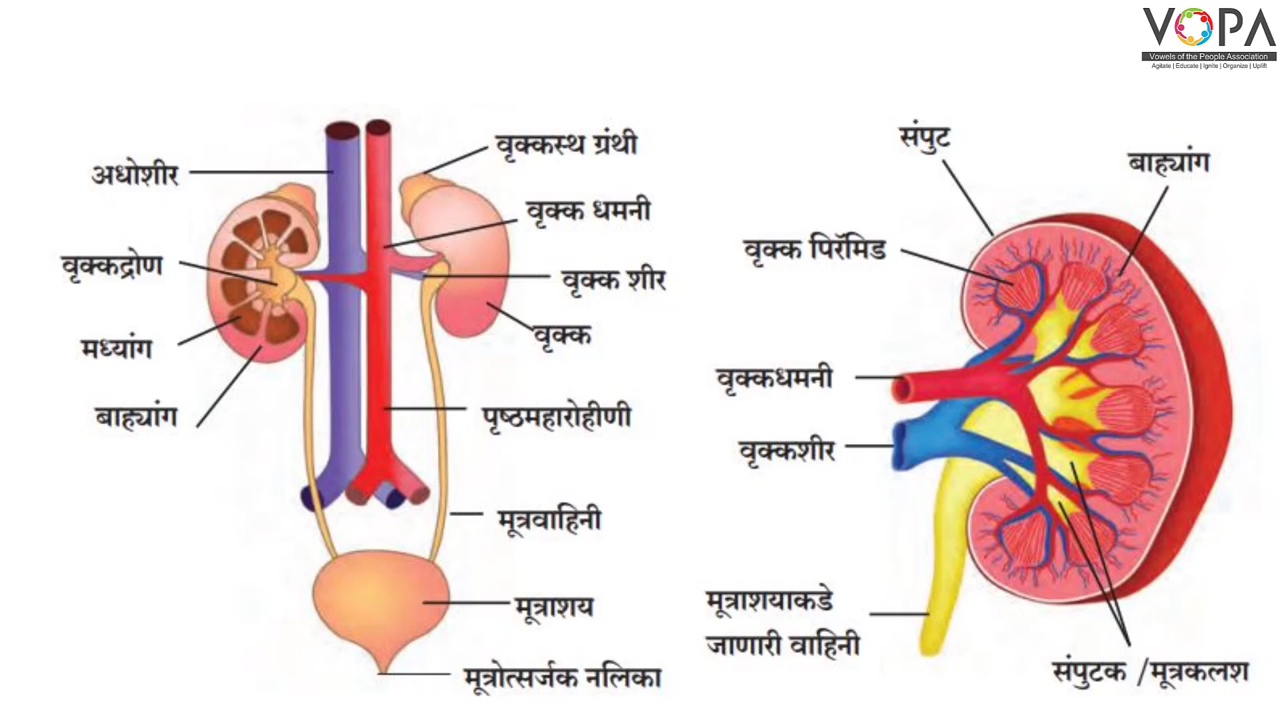 VOPA
Vowels of the People Association
Agitate | Educate | Ignite | Organize | Uplift
अधोशीर
वृक्कद्रोण
मध्यांग
बाह्यांग
वृक्कस्थ ग्रंथी
वृक्क धमनी
वृक्क शीर
वृक्क
पृष्ठमहारोहीणी
मूत्रवाहिनी
मूत्राशय
मूत्रोत्सर्जक नलिका
संपुट
बाह्यांग
वृक्क पिरॅमिड
वृक्कधमनी
वृक्कशीर
मूत्राशयाकडे
जाणारी वाहिनी
संपुटक /मूत्रकलश